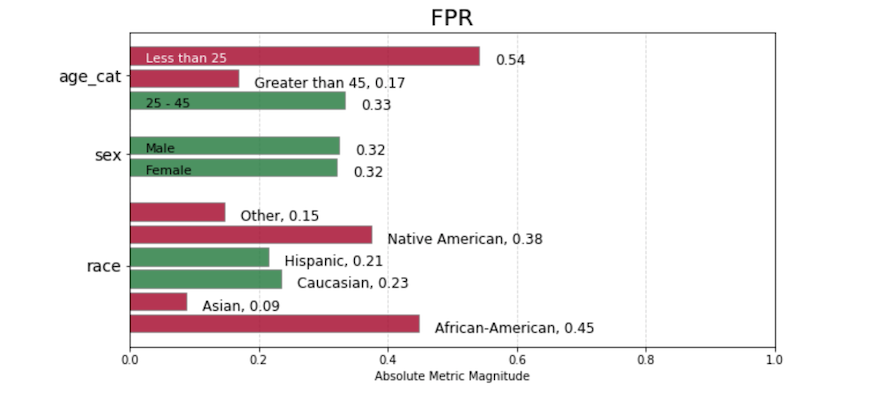 FPR
age_cat
Less than 25
0.54
Greater than 45, 0.17
25 - 45
0.33
sex
Male
0.32
Female
0.32
race
Other, 0.15
Native American, 0.38
Hispanic, 0.21
Caucasian, 0.23
Asian, 0.09
African-American, 0.45
0.0 0.2 0.4 0.6 0.8 1.0
Absolute Metric Magnitude